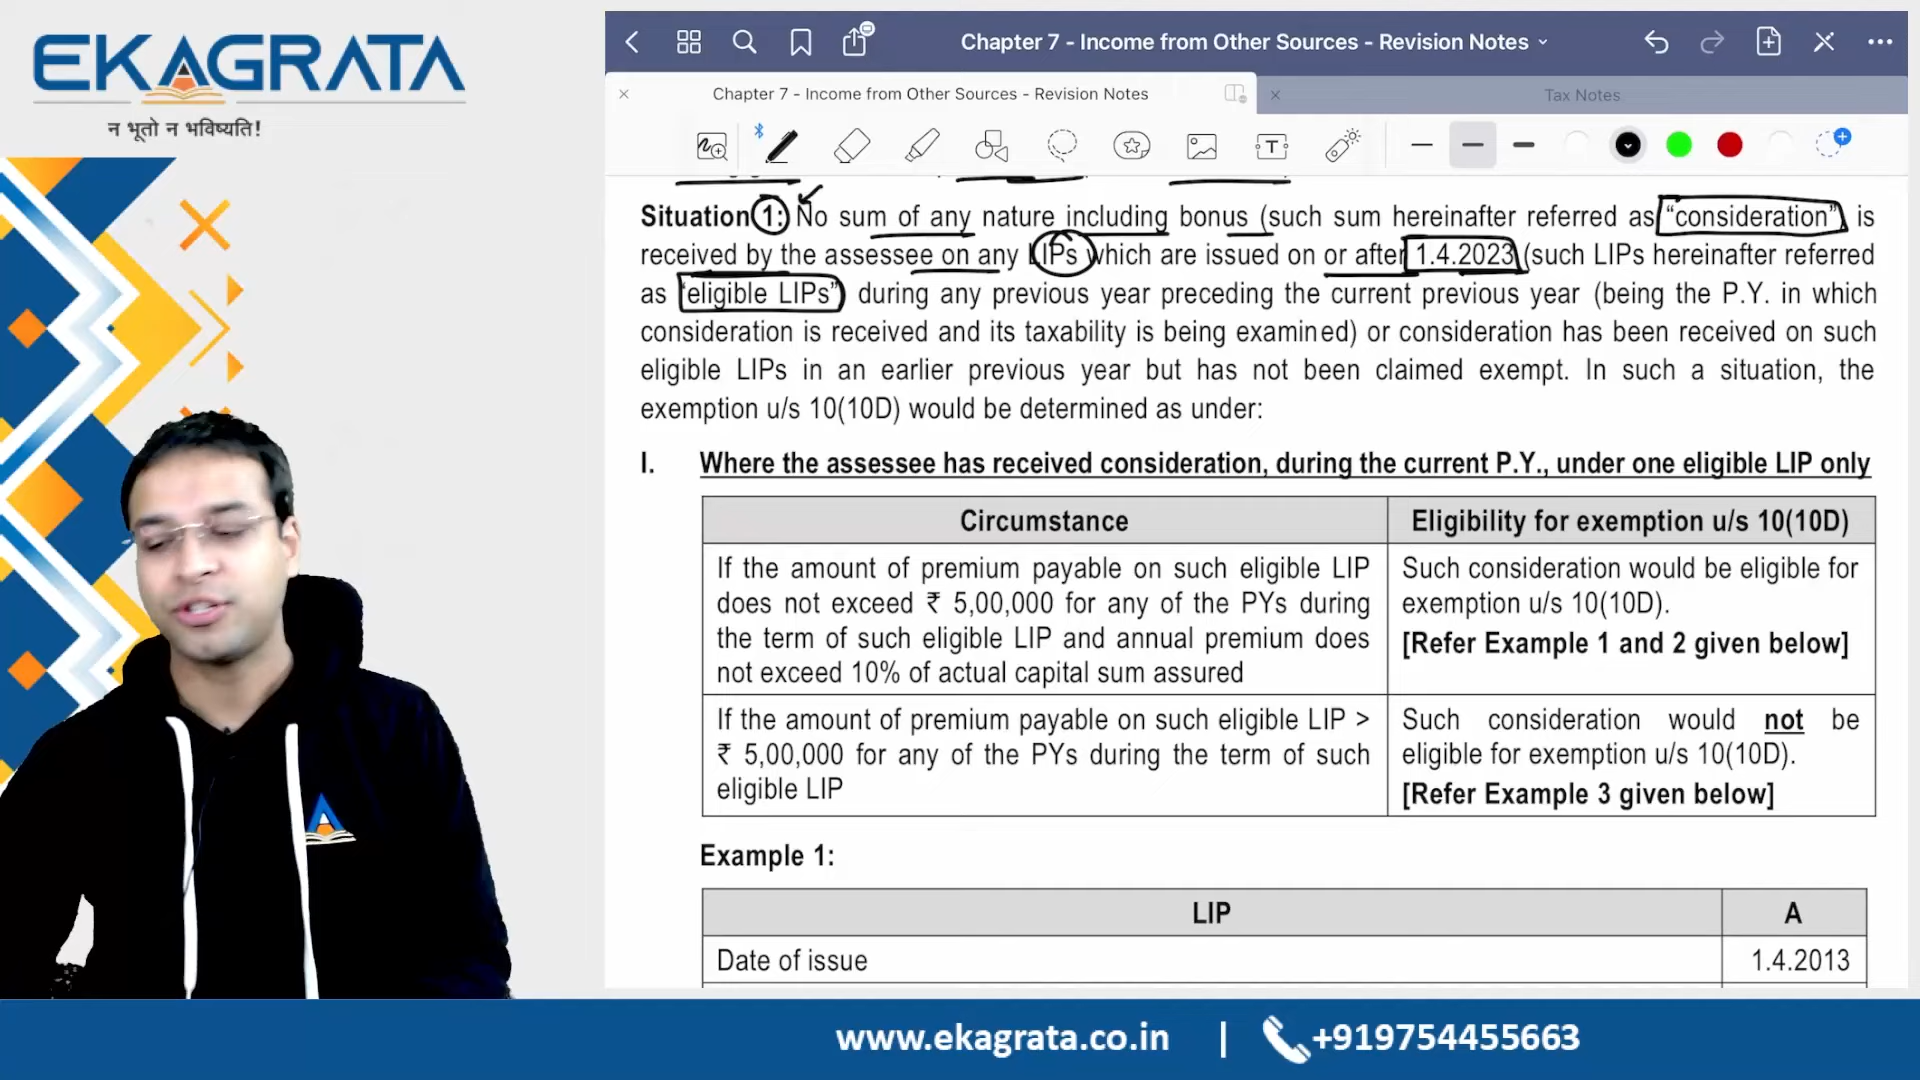 EKAGRATA
न भूतो न भविष्यति!
Chapter 7 - Income from Other Sources - Revision Notes
Chapter 7 - Income from Other Sources - Revision Notes
Tax Notes
Situation 1: No sum of any nature including bonus (such sum hereinafter referred as “consideration” is
received by the assessee on any LIPs which are issued on or after 1.4.2023 (such LIPs hereinafter referred
as “eligible LIPs”) during any previous year preceding the current previous year (being the P.Y. in which
consideration is received and its taxability is being examined) or consideration has been received on such
eligible LIPs in an earlier previous year but has not been claimed exempt. In such a situation, the
exemption u/s 10(10D) would be determined as under:
I. Where the assessee has received consideration, during the current P.Y., under one eligible LIP only
Circumstance
Eligibility for exemption u/s 10(10D)
If the amount of premium payable on such eligible LIP
does not exceed ₹ 5,00,000 for any of the PYs during
the term of such eligible LIP and annual premium does
not exceed 10% of actual capital sum assured
Such consideration would be eligible for
exemption u/s 10(10D).
[Refer Example 1 and 2 given below]
If the amount of premium payable on such eligible LIP >
₹ 5,00,000 for any of the PYs during the term of such
eligible LIP
Such consideration would not be
eligible for exemption u/s 10(10D).
[Refer Example 3 given below]
Example 1:
LIP
A
Date of issue
1.4.2013
www.ekagrata.co.in | +919754455663